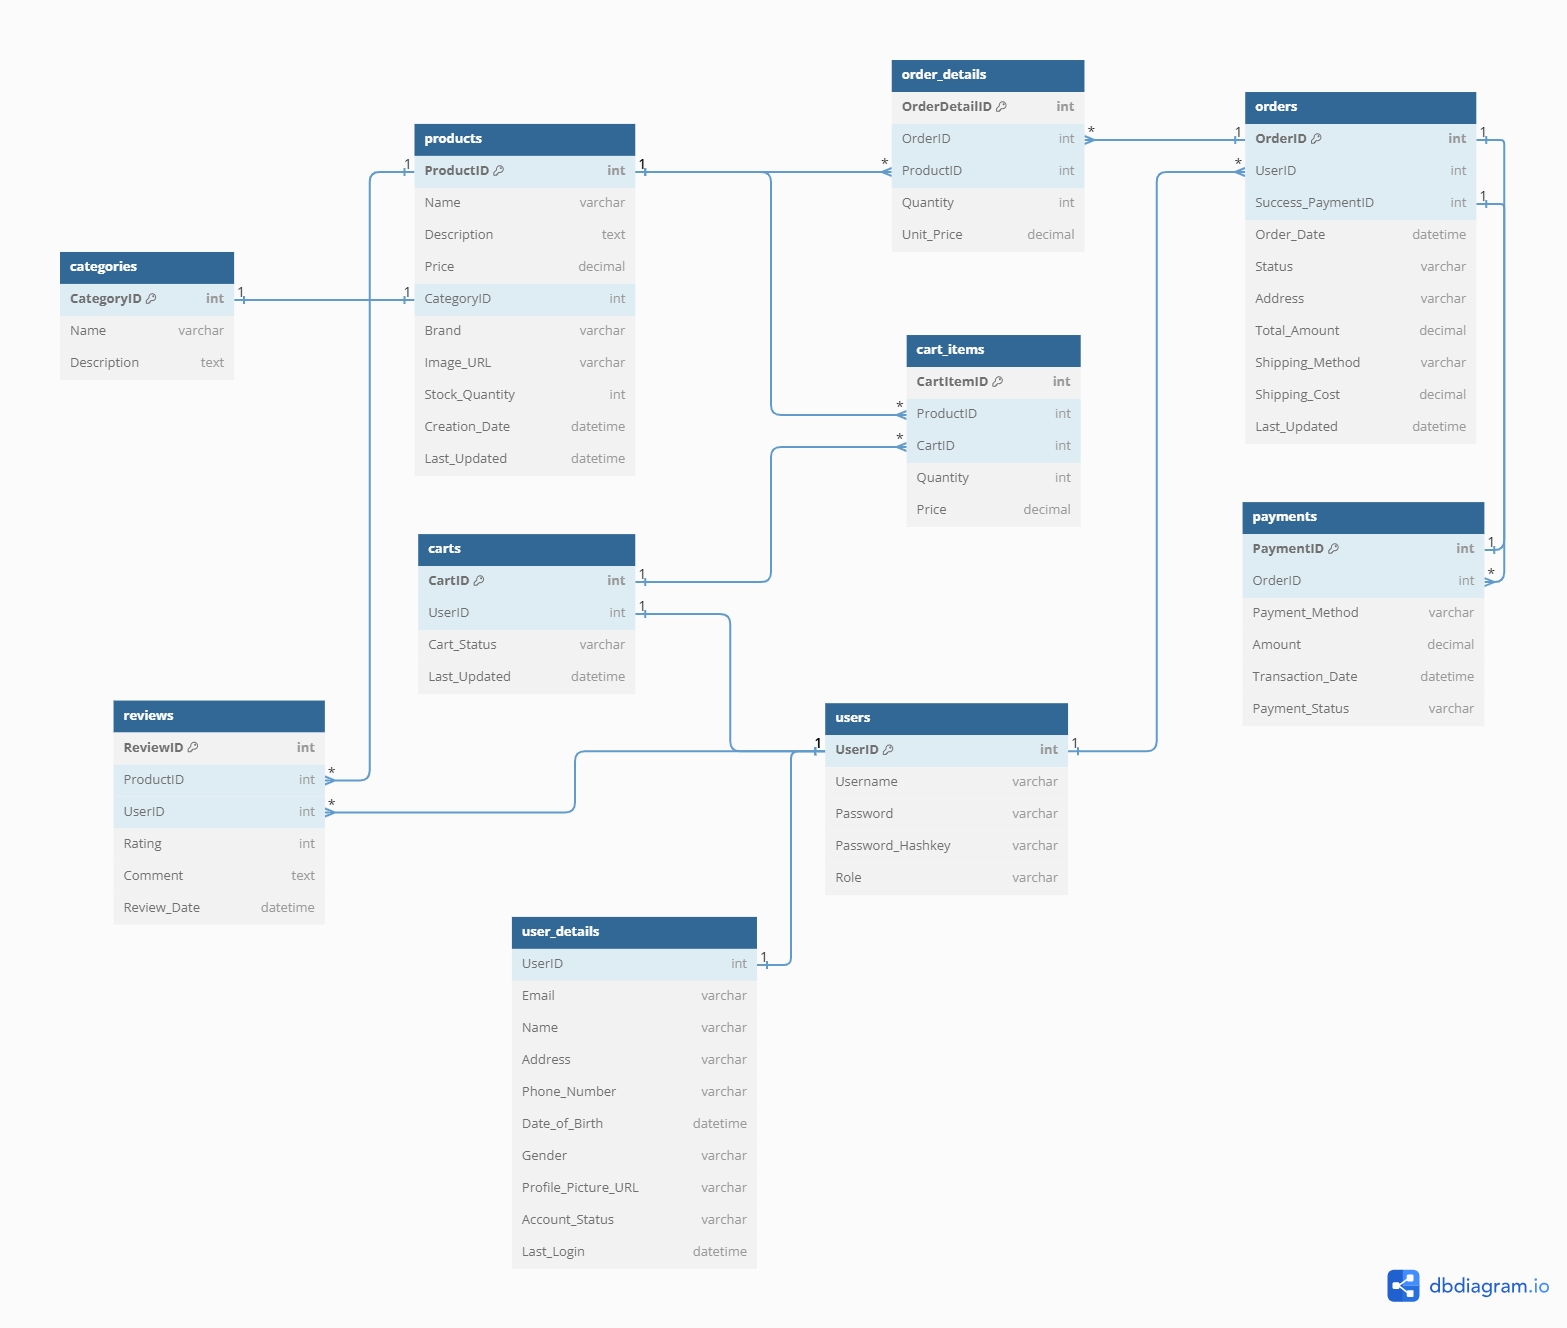 order_details
OrderDetailID int
OrderID int
ProductID int
Quantity int
Unit_Price decimal
orders
OrderID int
UserID int
Success_PaymentID int
Order_Date datetime
Status varchar
Address varchar
Total_Amount decimal
Shipping_Method varchar
Shipping_Cost decimal
Last_Updated datetime
products
ProductID int
Name varchar
Description text
Price decimal
CategoryID int
Brand varchar
Image_URL varchar
Stock_Quantity int
Creation_Date datetime
Last_Updated datetime
categories
CategoryID int
Name varchar
Description text
cart_items
CartItemID int
ProductID int
CartID int
Quantity int
Price decimal
payments
PaymentID int
OrderID int
Payment_Method varchar
Amount decimal
Transaction_Date datetime
Payment_Status varchar
carts
CartID int
UserID int
Cart_Status varchar
Last_Updated datetime
reviews
ReviewID int
ProductID int
UserID int
Rating int
Comment text
Review_Date datetime
users
UserID int
Username varchar
Password varchar
Password_Hashkey varchar
Role varchar
user_details
UserID int
Email varchar
Name varchar
Address varchar
Phone_Number varchar
Date_of_Birth datetime
Gender varchar
Profile_Picture_URL varchar
Account_Status varchar
Last_Login datetime
1 1
1 1
* *
* 1
* 1
1
* 1
*
*
1
1
*
*
1 1
1
dbdiagram.io